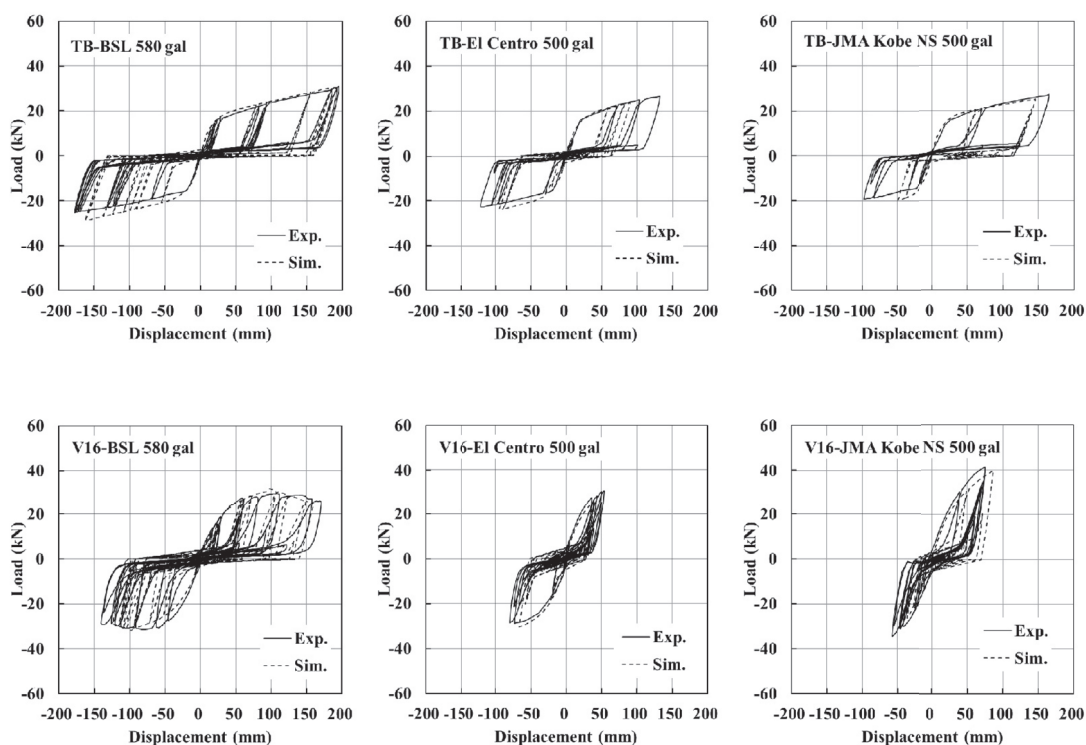 TB-BSL 580 gal
60
40
20
0
-20
-40
-60
Load (kN)
Exp.
Sim.
-200 -150 -100 -50 0 50 100 150 200
Displacement (mm)
TB-El Centro 500 gal
60
40
20
0
-20
-40
-60
Load (kN)
Exp.
Sim.
-200 -150 -100 -50 0 50 100 150 200
Displacement (mm)
TB-JMA Kobe NS 500 gal
60
40
20
0
-20
-40
-60
Load (kN)
Exp.
Sim.
-200 -150 -100 -50 0 50 100 150 200
Displacement (mm)
V16-BSL 580 gal
60
40
20
0
-20
-40
-60
Load (kN)
Exp.
Sim.
-200 -150 -100 -50 0 50 100 150 200
Displacement (mm)
V16-El Centro 500 gal
60
40
20
0
-20
-40
-60
Load (kN)
Exp.
Sim.
-200 -150 -100 -50 0 50 100 150 200
Displacement (mm)
V16-JMA Kobe NS 500 gal
60
40
20
0
-20
-40
-60
Load (kN)
Exp.
Sim.
-200 -150 -100 -50 0 50 100 150 200
Displacement (mm)